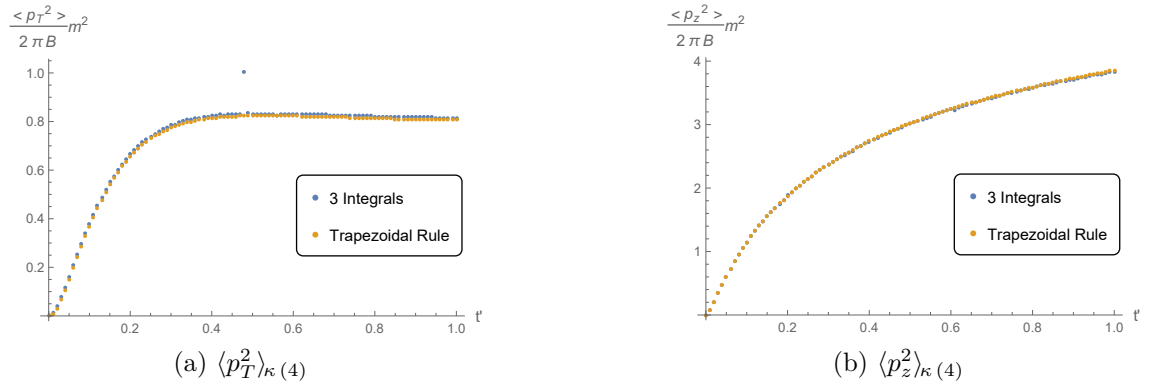 < p_T^2 > / 2 π B m^2
1.0
0.8
0.6
0.4
0.2
0.2 0.4 0.6 0.8 1.0 t'
3 Integrals
Trapezoidal Rule
(a) ⟨p_T^2⟩_κ (4)
< p_z^2 > / 2 π B m^2
4
3
2
1
0.2 0.4 0.6 0.8 1.0 t'
3 Integrals
Trapezoidal Rule
(b) ⟨p_z^2⟩_κ (4)